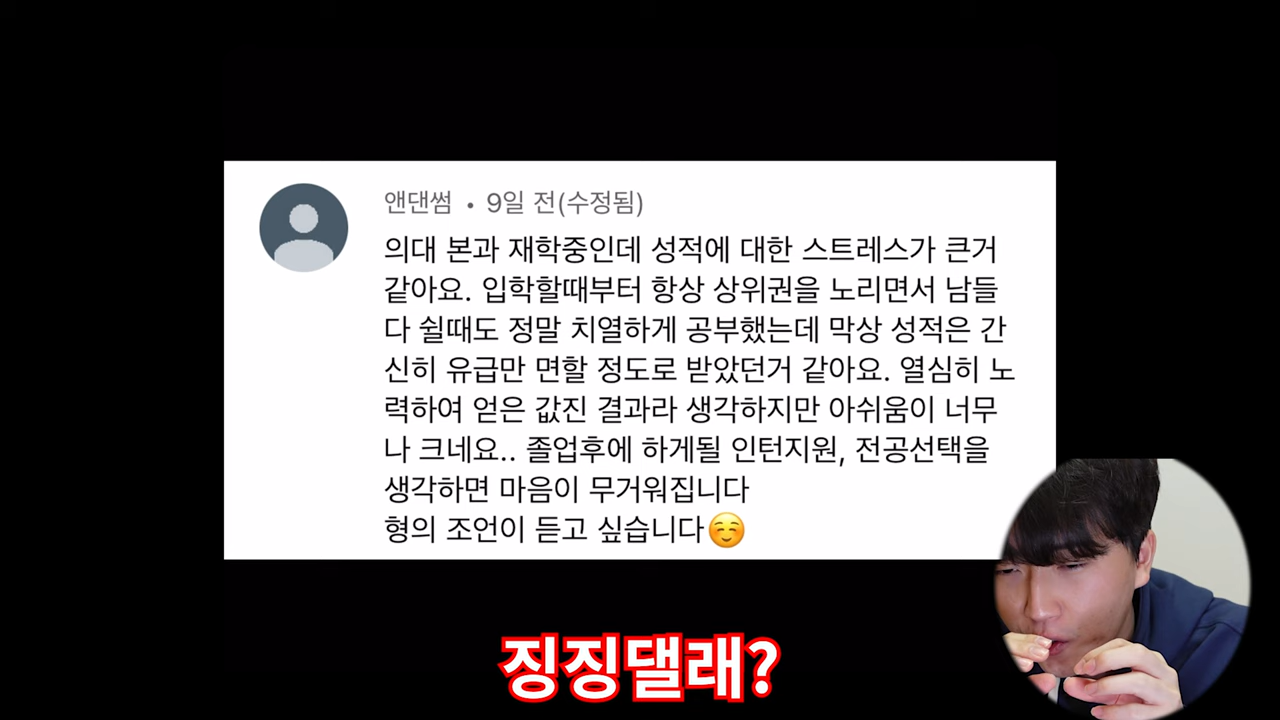 앤댄썸 • 9일 전(수정됨)
의대 본과 재학중인데 성적에 대한 스트레스가 큰거
같아요. 입학할때부터 항상 상위권을 노리면서 남들
다 쉴때도 정말 치열하게 공부했는데 막상 성적은 간
신히 유급만 면할 정도로 받았던거 같아요. 열심히 노
력하여 얻은 값진 결과라 생각하지만 아쉬움이 너무
나 크네요.. 졸업후에 하게될 인턴지원, 전공선택을
생각하면 마음이 무거워집니다
형의 조언이 듣고 싶습니다☺️
징징댈래?